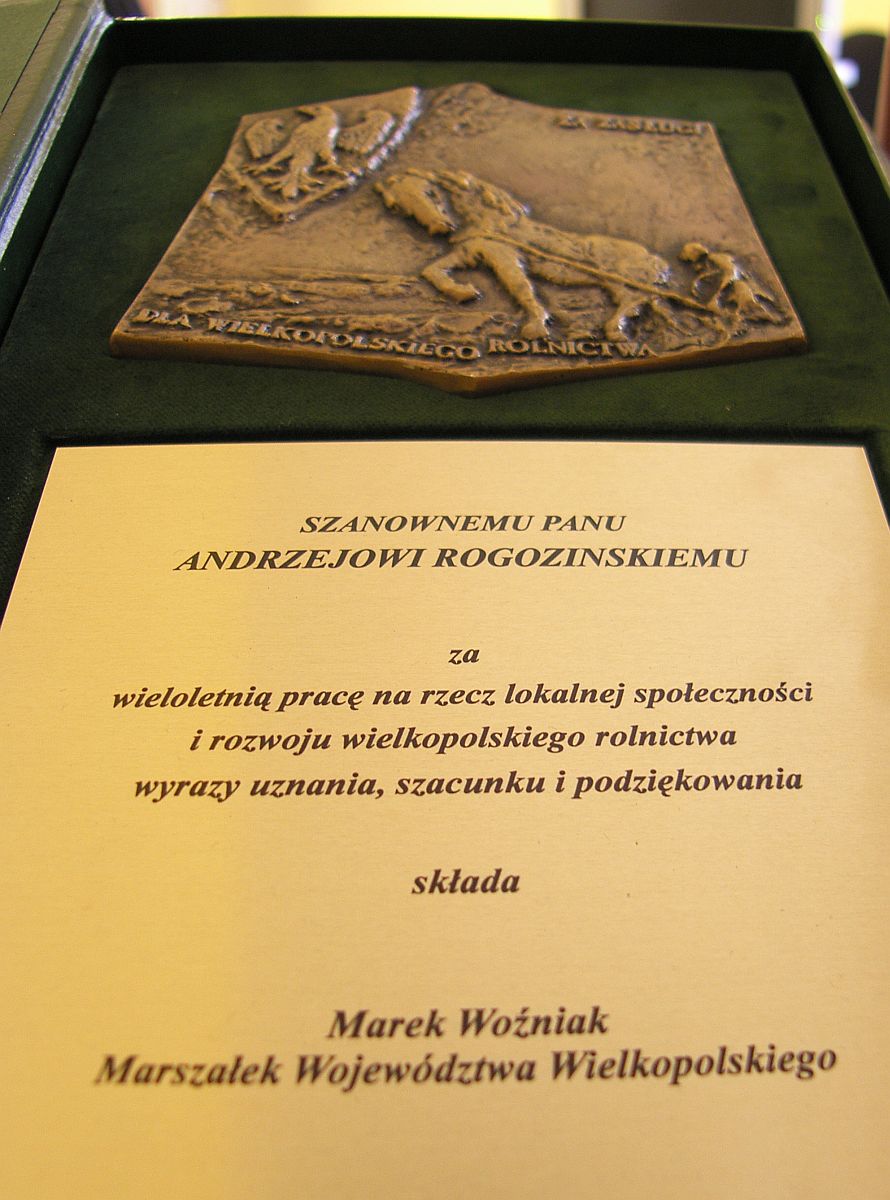 ZA ZASŁUGI
DLA WIELKOPOLSKIEGO ROLNICTWA
SZANOWNEMU PANU
ANDRZEJOWI ROGOZINSKIEMU
za
wieloletnią pracę na rzecz lokalnej społeczności
i rozwoju wielkopolskiego rolnictwa
wyrazy uznania, szacunku i podziękowania
składa
Marek Woźniak
Marszałek Województwa Wielkopolskiego